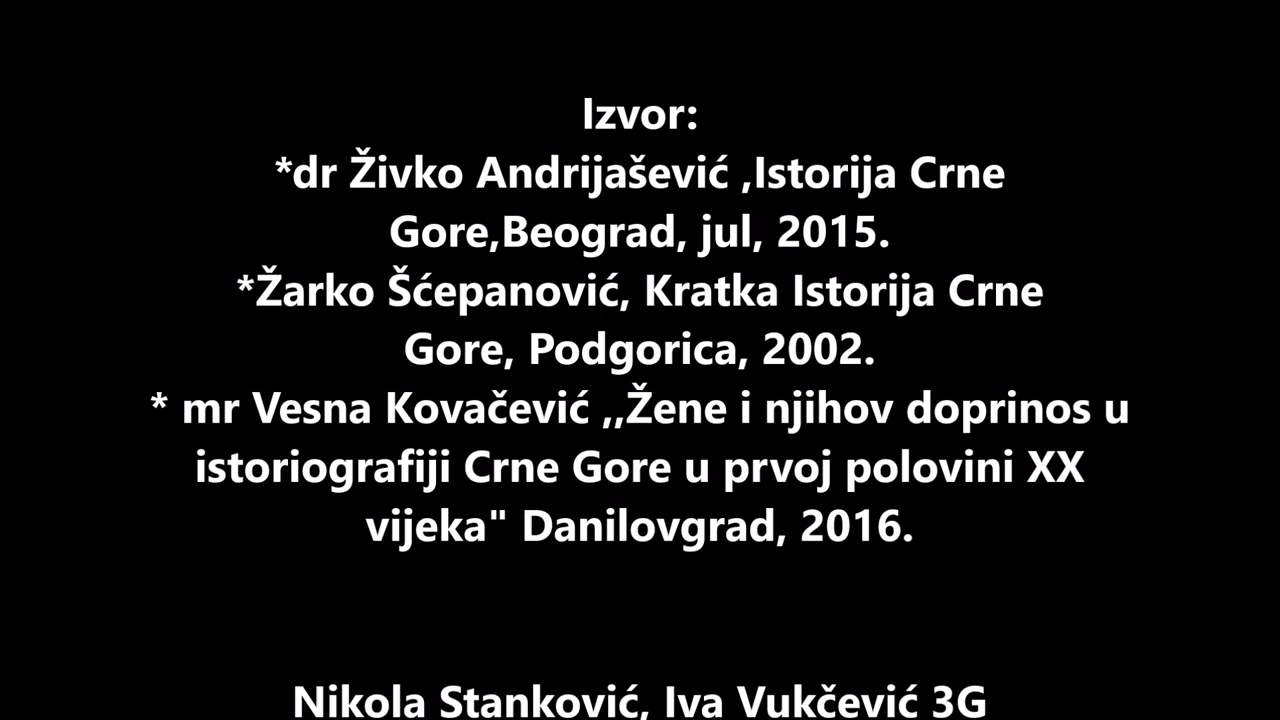 Izvor:
*dr Živko Andrijašević ,Istorija Crne
Gore,Beograd, jul, 2015.
*Žarko Šćepanović, Kratka Istorija Crne
Gore, Podgorica, 2002.
* mr Vesna Kovačević ,,Žene i njihov doprinos u
istoriografiji Crne Gore u prvoj polovini XX
vijeka" Danilovgrad, 2016.
Nikola Stanković, Iva Vukčević 3G